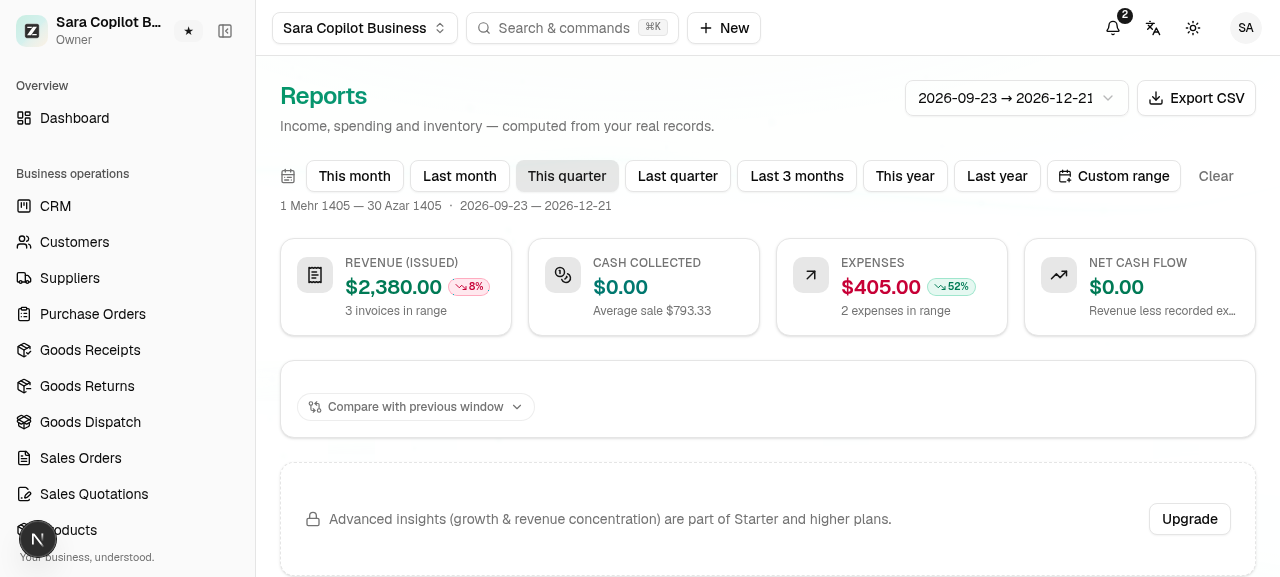 Sara Copilot B...
Owner
Sara Copilot Business
Search & commands
⌘K
New
2
SA
Overview
Dashboard
Business operations
CRM
Customers
Suppliers
Purchase Orders
Goods Receipts
Goods Returns
Goods Dispatch
Sales Orders
Sales Quotations
oducts
N
Your business, understood.
Reports
Income, spending and inventory — computed from your real records.
2026-09-23 → 2026-12-21
Export CSV
This month
Last month
This quarter
Last quarter
Last 3 months
This year
Last year
Custom range
Clear
1 Mehr 1405 — 30 Azar 1405 · 2026-09-23 — 2026-12-21
REVENUE (ISSUED)
$2,380.00
8%
3 invoices in range
CASH COLLECTED
$0.00
Average sale $793.33
EXPENSES
$405.00
52%
2 expenses in range
NET CASH FLOW
$0.00
Revenue less recorded ex...
Compare with previous window
Advanced insights (growth & revenue concentration) are part of Starter and higher plans.
Upgrade